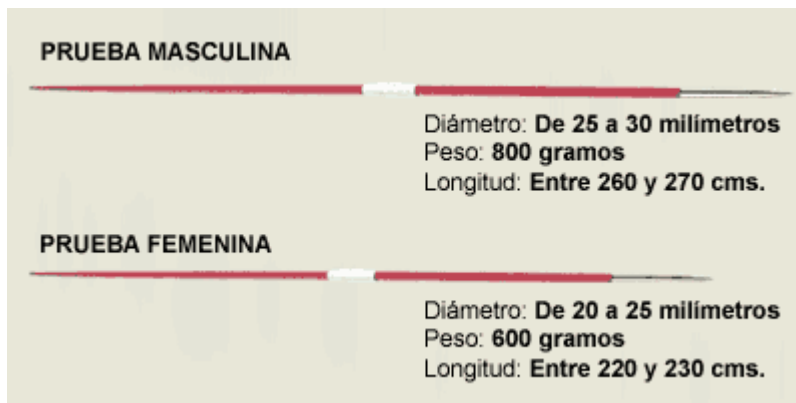 PRUEBA MASCULINA
Diámetro: De 25 a 30 milímetros
Peso: 800 gramos
Longitud: Entre 260 y 270 cms.
PRUEBA FEMENINA
Diámetro: De 20 a 25 milímetros
Peso: 600 gramos
Longitud: Entre 220 y 230 cms.